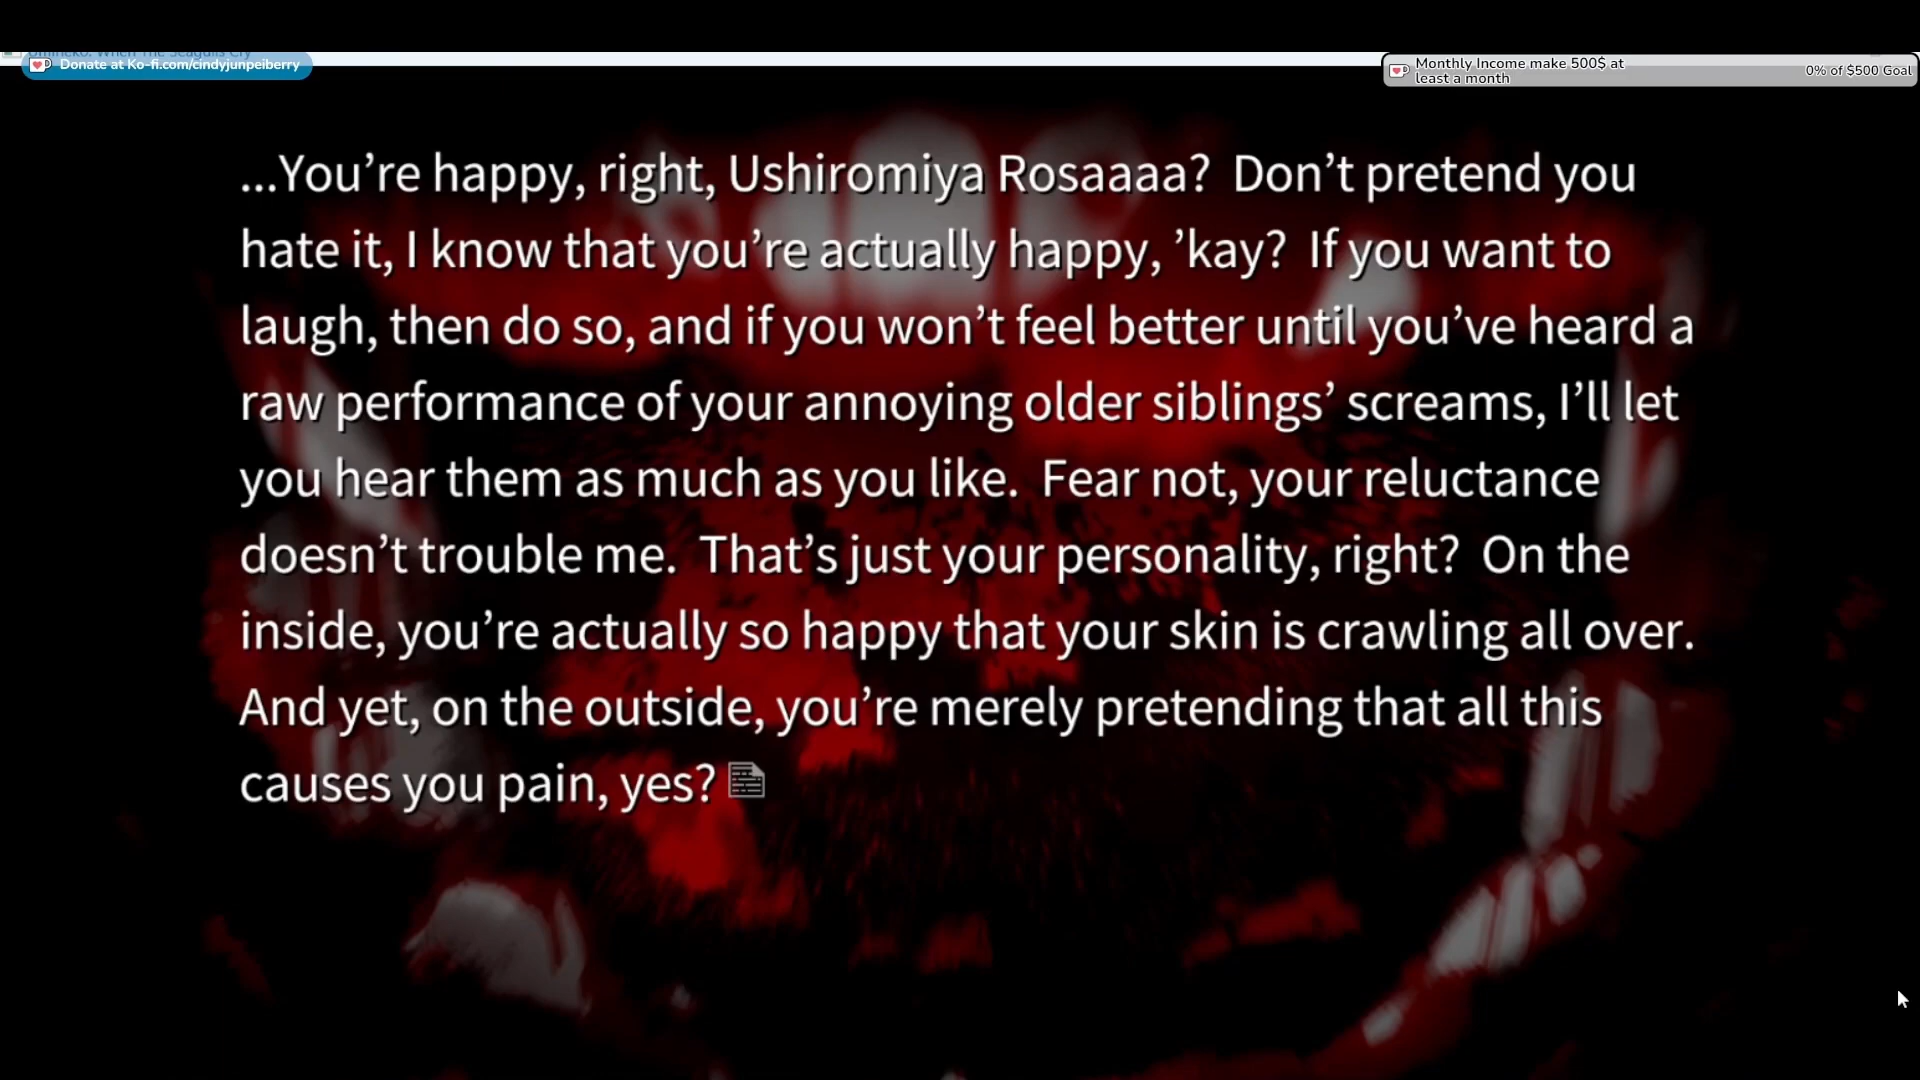 Umineko: When The Seagulls Cry
Donate at Ko-fi.com/cindyjunpeiberry
Monthly Income make 500$ at
least a month
0% of $500 Goal
...You’re happy, right, Ushiromiya Rosaaaa?  Don’t pretend you
hate it, I know that you’re actually happy, ’kay?  If you want to
laugh, then do so, and if you won’t feel better until you’ve heard a
raw performance of your annoying older siblings’ screams, I’ll let
you hear them as much as you like.  Fear not, your reluctance
doesn’t trouble me.  That’s just your personality, right?  On the
inside, you’re actually so happy that your skin is crawling all over.
And yet, on the outside, you’re merely pretending that all this
causes you pain, yes?